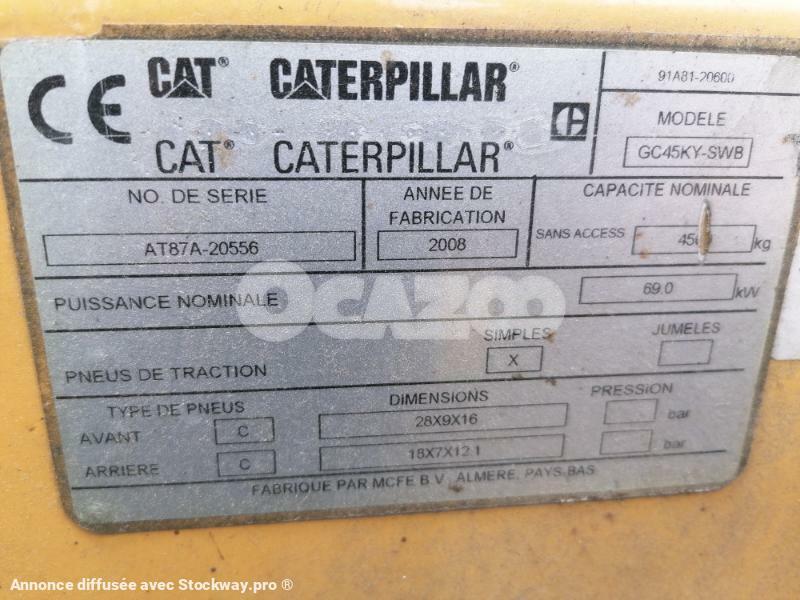 CE CAT® CATERPILLAR®
CAT® CATERPILLAR®
91A81-20600
MODELE
GC45KY-SWB
NO. DE SERIE
AT87A-20556
ANNEE DE
FABRICATION
2008
CAPACITE NOMINALE
SANS ACCESS kg
PUISSANCE NOMINALE 69.0 kW
OCAZOO
PNEUS DE TRACTION
SIMPLES
X
JUMELES
TYPE DE PNEUS
DIMENSIONS
PRESSION
AVANT C 28X9X16 bar
ARRIERE C 18X7X12.1 bar
FABRIQUE PAR MCFE B.V., ALMERE, PAYS-BAS
Annonce diffusée avec Stockway.pro ®